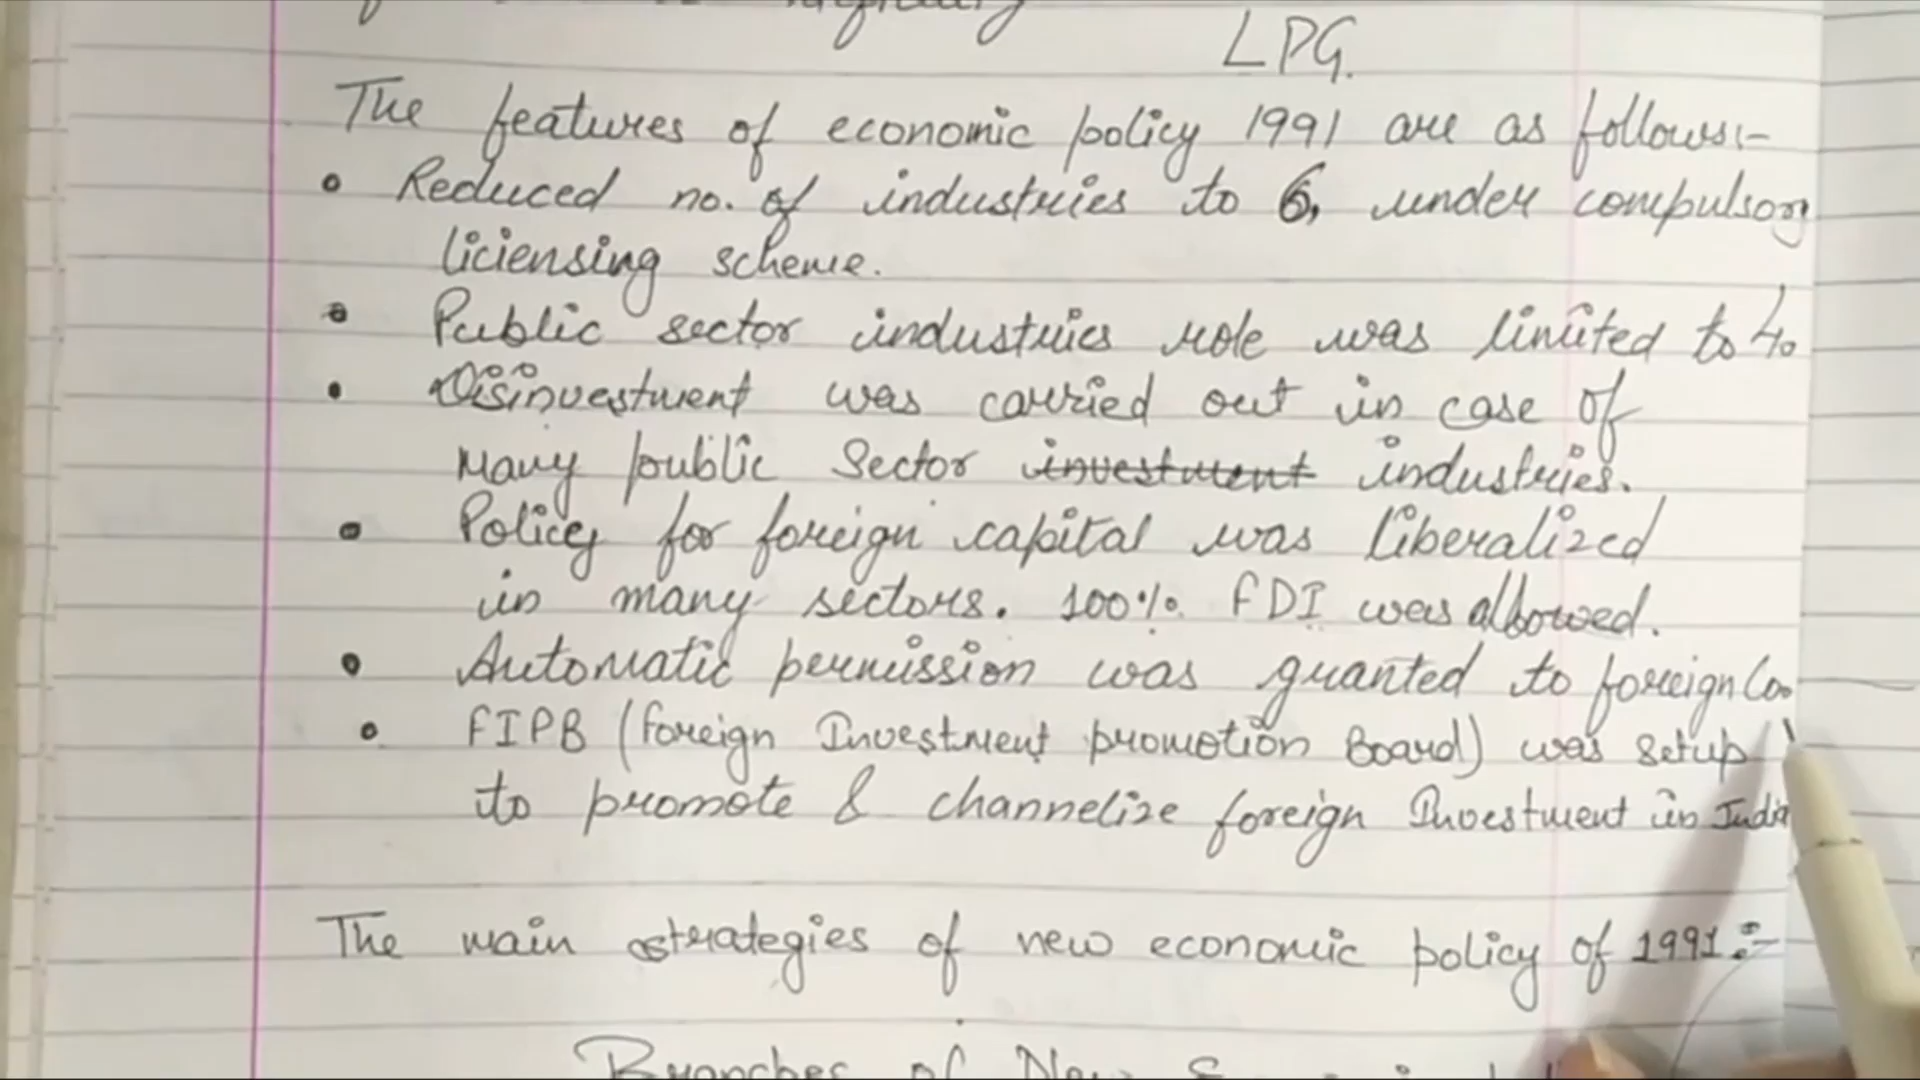 LPG.
The features of economic policy 1991 are as follows:-
• Reduced no. of industries to 6, under compulsory
liciensing scheme.
• Public sector industries role was limited to 4.
• Disinvestment was carried out in case of
many public Sector investment industries.
• Policy for foreign capital was liberalized
in many sectors. 100% FDI was allowed.
• Automatic permission was granted to foreign Co.
• FIPB (foreign Investment promotion Board) was setup
to promote & channelize foreign Investment in India
The main strategies of new economic policy of 1991:-
Branches of New